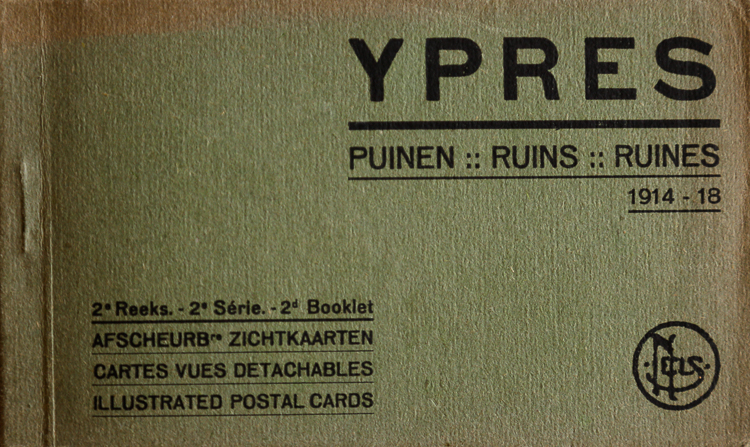 YPRES
PUINEN :: RUINS :: RUINES
1914 - 18
2ᵉ Reeks. - 2ᵉ Série. - 2ᵈ Booklet
AFSCHEURBʳᵉ ZICHTKAARTEN
CARTES VUES DETACHABLES
ILLUSTRATED POSTAL CARDS
NELS